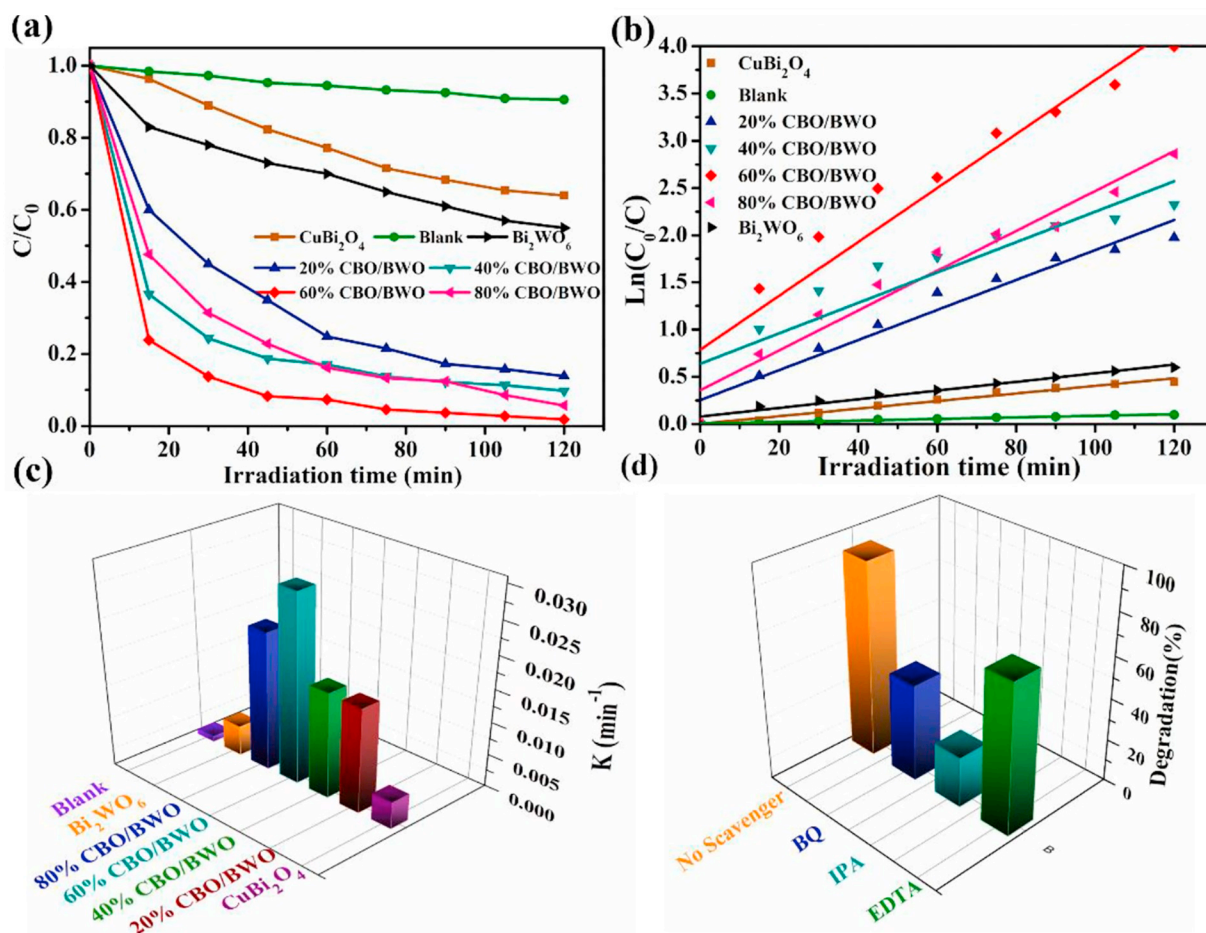 (a)
1.0
0.8
0.6
0.4
0.2
0.0
C/C0
CuBi2O4 Blank Bi2WO6
20% CBO/BWO 40% CBO/BWO
60% CBO/BWO 80% CBO/BWO
0 20 40 60 80 100 120
Irradiation time (min)
(b)
4.0
3.5
3.0
2.5
2.0
1.5
1.0
0.5
0.0
Ln(C0/C)
CuBi2O4
Blank
20% CBO/BWO
40% CBO/BWO
60% CBO/BWO
80% CBO/BWO
Bi2WO6
0 20 40 60 80 100 120
Irradiation time (min)
(c)
0.030
0.025
0.020
0.015
0.010
0.005
0.000
K (min-1)
Blank
Bi2WO6
80% CBO/BWO
60% CBO/BWO
40% CBO/BWO
20% CBO/BWO
CuBi2O4
(d)
100
80
60
40
20
0
Degradation(%)
No Scavenger
BQ
IPA
EDTA
B